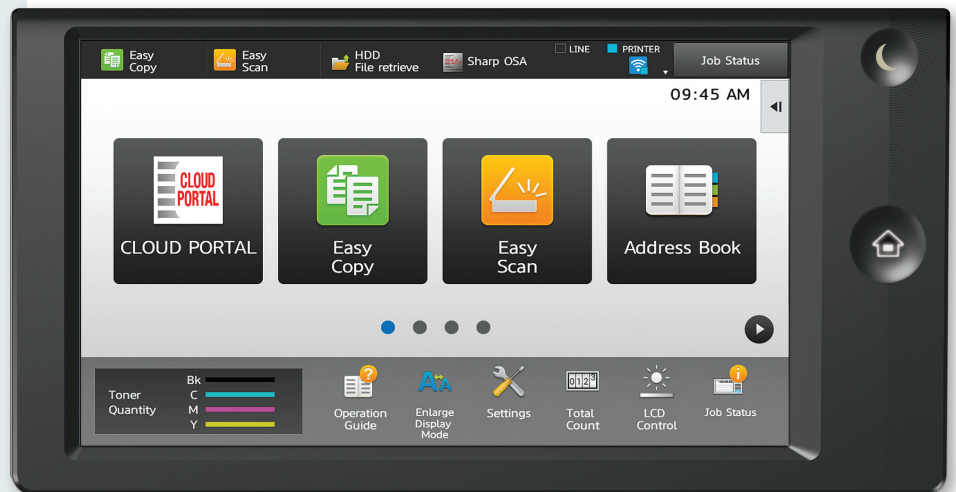 Easy
Copy
Easy
Scan
HDD
File retrieve
Sharp OSA
LINE
PRINTER
Job Status
09:45 AM
CLOUD
PORTAL
CLOUD PORTAL
Easy
Copy
Easy
Scan
Address Book
Toner
Quantity
Bk
C
M
Y
Operation
Guide
Enlarge
Display
Mode
Settings
0123
Total
Count
LCD
Control
Job Status